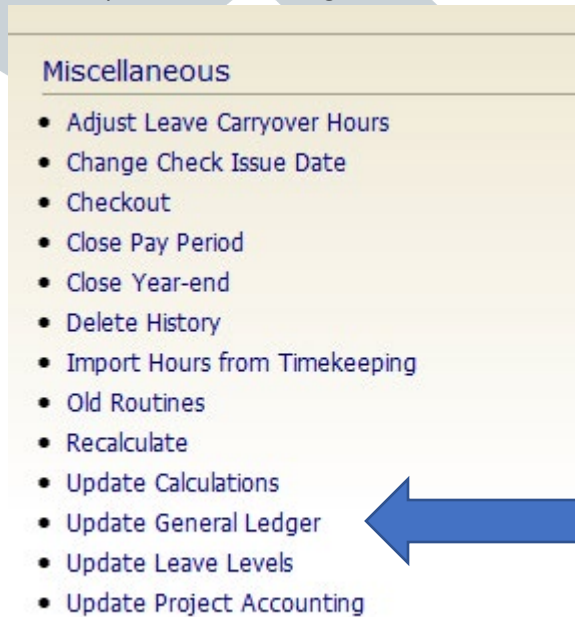 Miscellaneous
• Adjust Leave Carryover Hours
• Change Check Issue Date
• Checkout
• Close Pay Period
• Close Year-end
• Delete History
• Import Hours from Timekeeping
• Old Routines
• Recalculate
• Update Calculations
• Update General Ledger
• Update Leave Levels
• Update Project Accounting